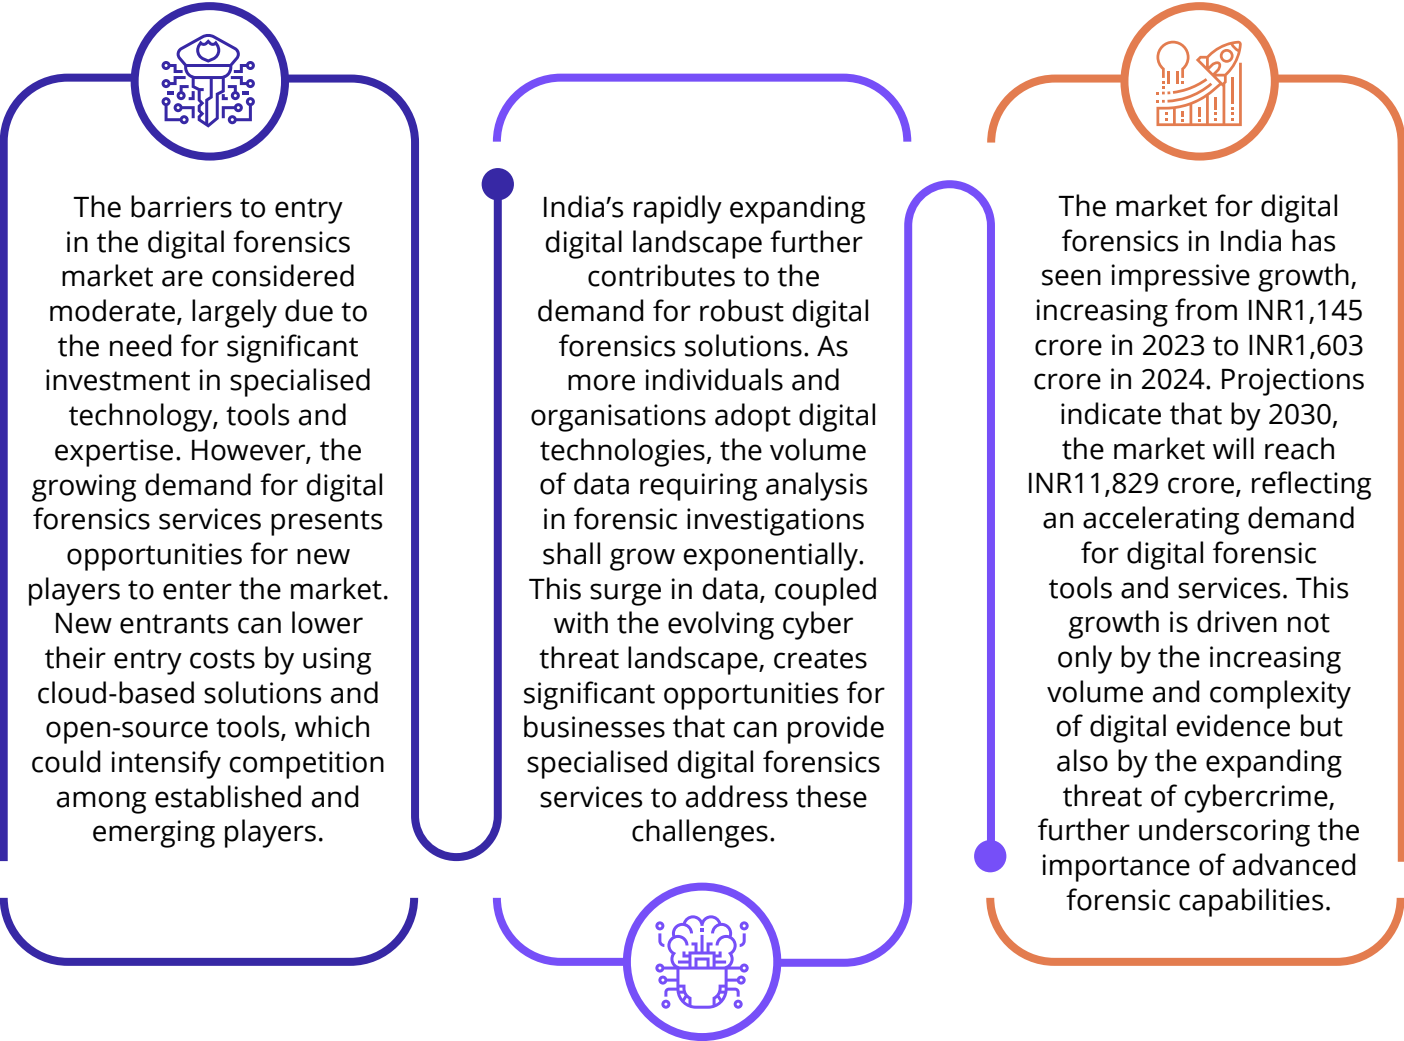 The barriers to entry
in the digital forensics
market are considered
moderate, largely due to
the need for significant
investment in specialised
technology, tools and
expertise. However, the
growing demand for digital
forensics services presents
opportunities for new
players to enter the market.
New entrants can lower
their entry costs by using
cloud-based solutions and
open-source tools, which
could intensify competition
among established and
emerging players.
India’s rapidly expanding
digital landscape further
contributes to the
demand for robust digital
forensics solutions. As
more individuals and
organisations adopt digital
technologies, the volume
of data requiring analysis
in forensic investigations
shall grow exponentially.
This surge in data, coupled
with the evolving cyber
threat landscape, creates
significant opportunities for
businesses that can provide
specialised digital forensics
services to address these
challenges.
The market for digital
forensics in India has
seen impressive growth,
increasing from INR1,145
crore in 2023 to INR1,603
crore in 2024. Projections
indicate that by 2030,
the market will reach
INR11,829 crore, reflecting
an accelerating demand
for digital forensic
tools and services. This
growth is driven not
only by the increasing
volume and complexity
of digital evidence but
also by the expanding
threat of cybercrime,
further underscoring the
importance of advanced
forensic capabilities.